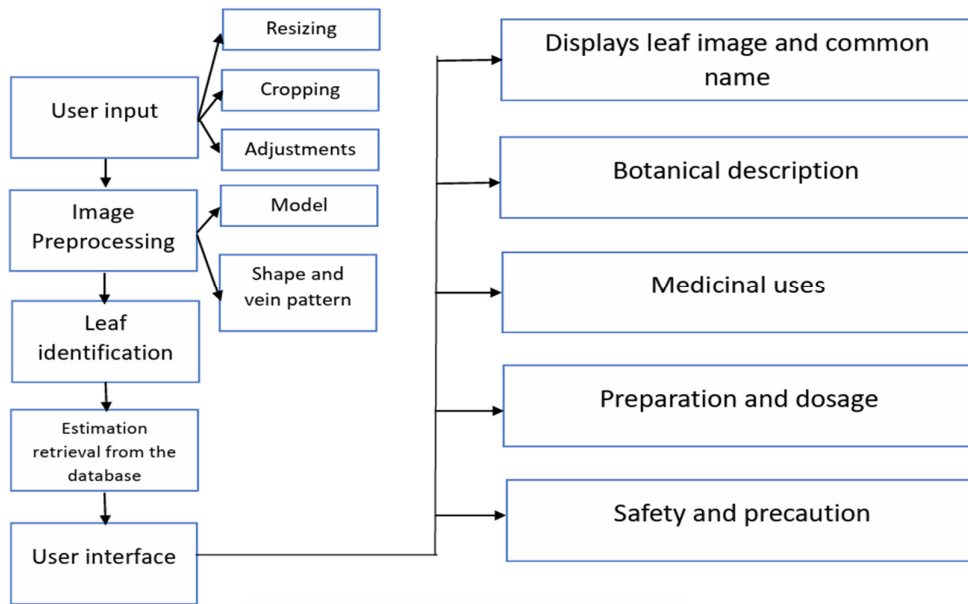 User input
Resizing
Cropping
Adjustments
Image
Preprocessing
Model
Shape and
vein pattern
Leaf
identification
Estimation
retrieval from the
database
User interface
Displays leaf image and common
name
Botanical description
Medicinal uses
Preparation and dosage
Safety and precaution